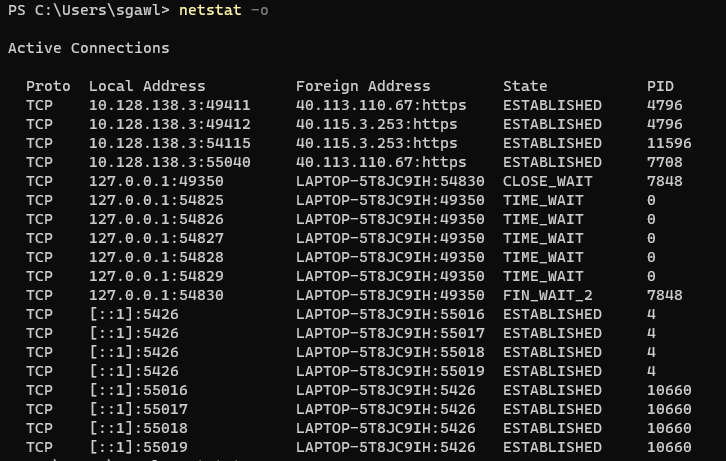 PS C:\Users\sgawl> netstat -o
Active Connections
Proto Local Address Foreign Address State PID
TCP 10.128.138.3:49411 40.113.110.67:https ESTABLISHED 4796
TCP 10.128.138.3:49412 40.115.3.253:https ESTABLISHED 4796
TCP 10.128.138.3:54115 40.115.3.253:https ESTABLISHED 11596
TCP 10.128.138.3:55040 40.113.110.67:https ESTABLISHED 7708
TCP 127.0.0.1:49350 LAPTOP-5T8JC9IH:54830 CLOSE_WAIT 7848
TCP 127.0.0.1:54825 LAPTOP-5T8JC9IH:49350 TIME_WAIT 0
TCP 127.0.0.1:54826 LAPTOP-5T8JC9IH:49350 TIME_WAIT 0
TCP 127.0.0.1:54827 LAPTOP-5T8JC9IH:49350 TIME_WAIT 0
TCP 127.0.0.1:54828 LAPTOP-5T8JC9IH:49350 TIME_WAIT 0
TCP 127.0.0.1:54829 LAPTOP-5T8JC9IH:49350 TIME_WAIT 0
TCP 127.0.0.1:54830 LAPTOP-5T8JC9IH:49350 FIN_WAIT_2 7848
TCP [::1]:5426 LAPTOP-5T8JC9IH:55016 ESTABLISHED 4
TCP [::1]:5426 LAPTOP-5T8JC9IH:55017 ESTABLISHED 4
TCP [::1]:5426 LAPTOP-5T8JC9IH:55018 ESTABLISHED 4
TCP [::1]:5426 LAPTOP-5T8JC9IH:55019 ESTABLISHED 4
TCP [::1]:55016 LAPTOP-5T8JC9IH:5426 ESTABLISHED 10660
TCP [::1]:55017 LAPTOP-5T8JC9IH:5426 ESTABLISHED 10660
TCP [::1]:55018 LAPTOP-5T8JC9IH:5426 ESTABLISHED 10660
TCP [::1]:55019 LAPTOP-5T8JC9IH:5426 ESTABLISHED 10660